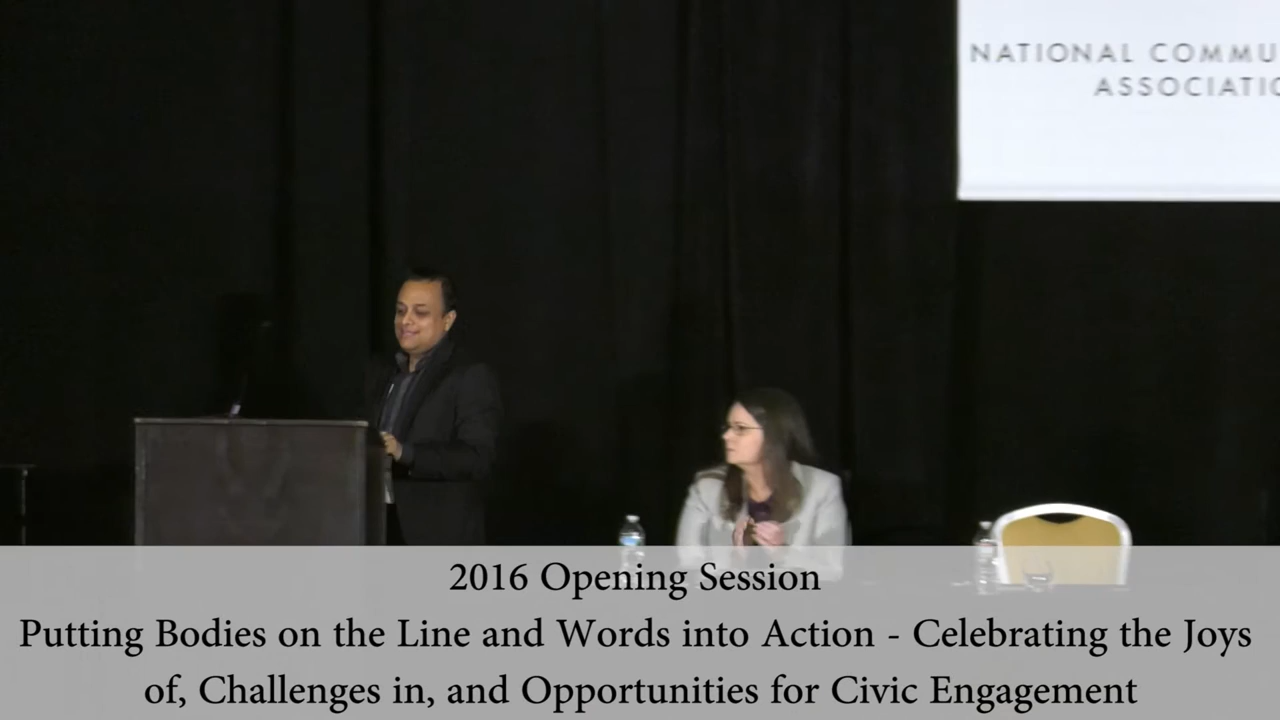 NATIONAL COMMU
ASSOCIATIO
2016 Opening Session
Putting Bodies on the Line and Words into Action - Celebrating the Joys
of, Challenges in, and Opportunities for Civic Engagement